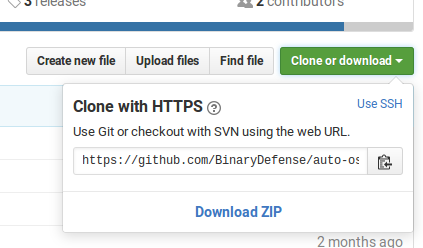 3 releases
2 contributors
Create new file
Upload files
Find file
Clone or download
Clone with HTTPS
Use SSH
Use Git or checkout with SVN using the web URL.
https://github.com/BinaryDefense/auto-os
Download ZIP
2 months ago